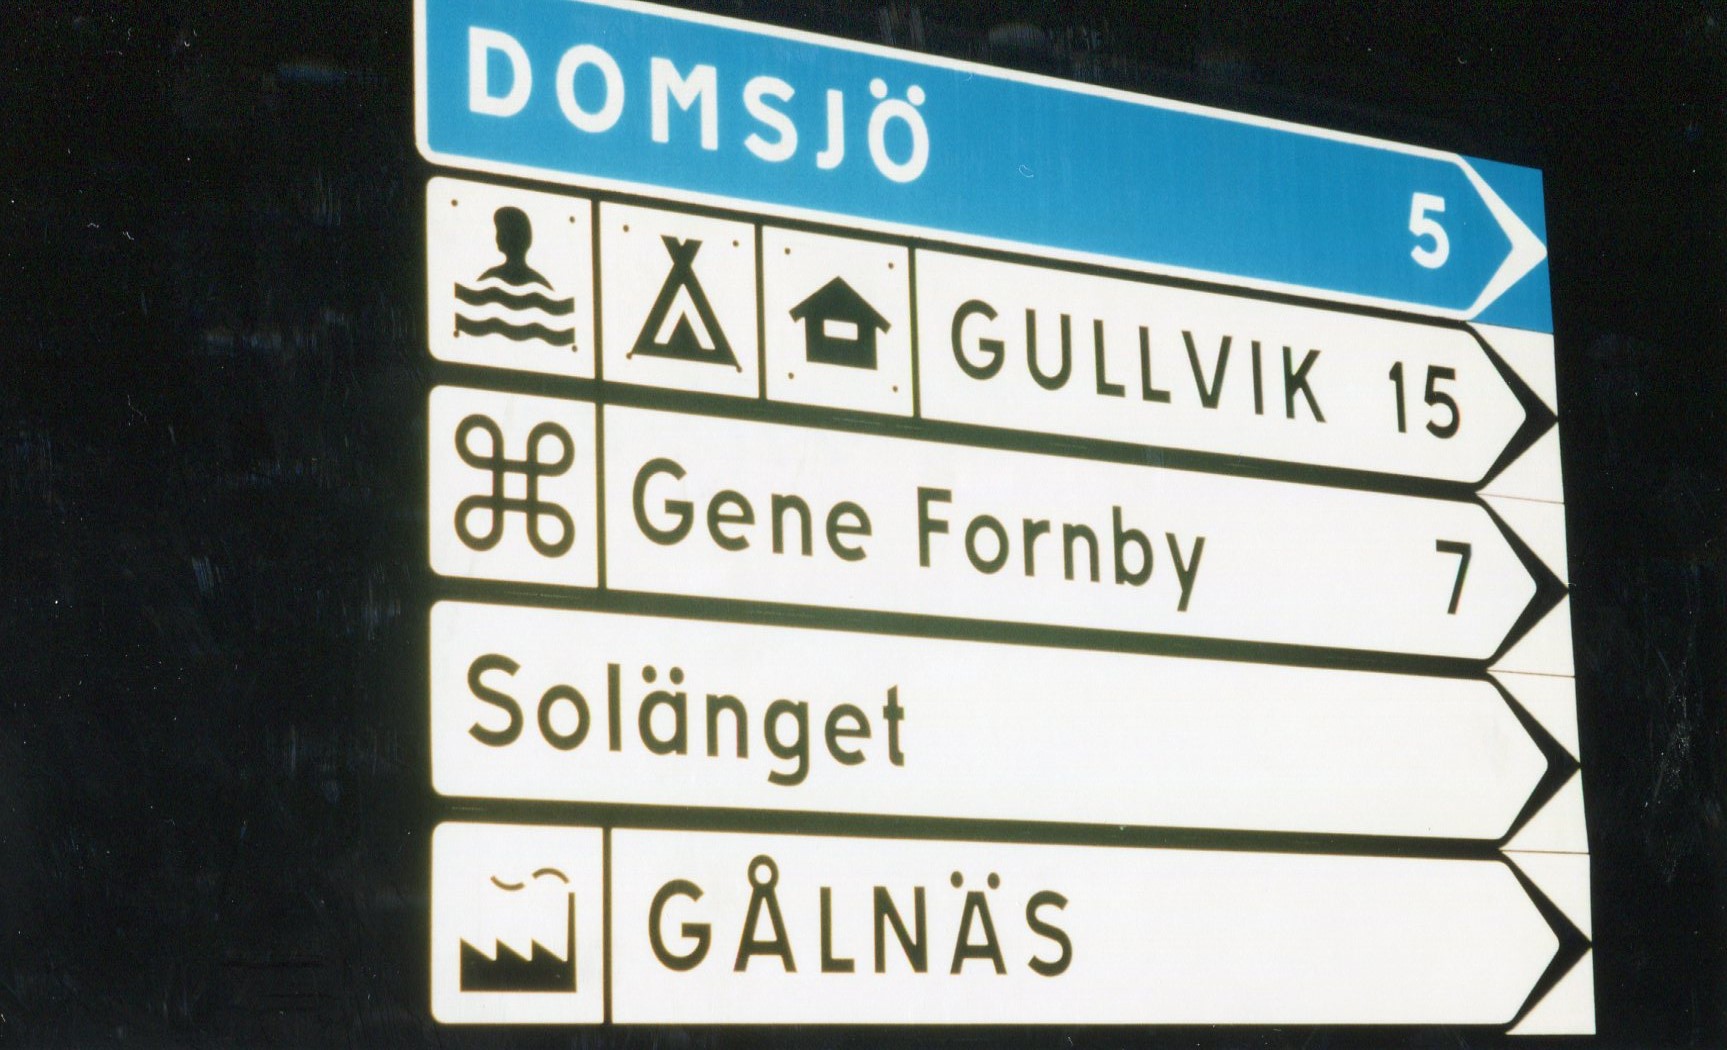 DOMSJÖ 5
GULLVIK 15
Gene Fornby 7
Solänget
GÅLNÄS